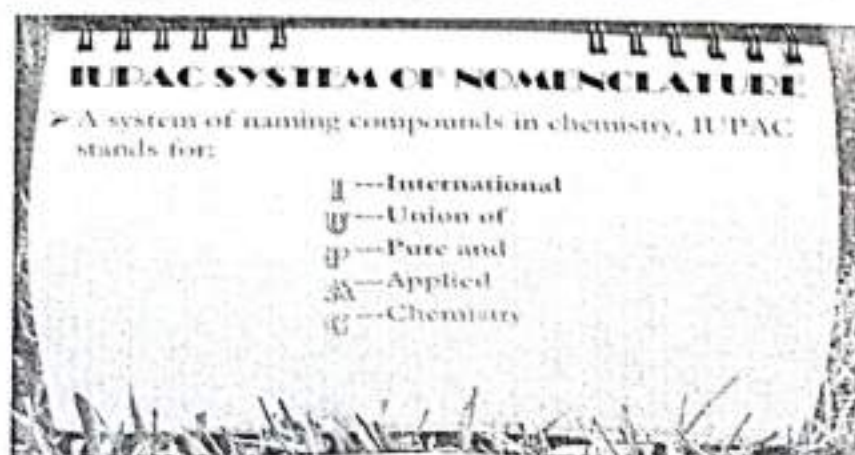 IUPAC SYSTEM OF NOMENCLATURE
➢ A system of naming compounds in chemistry, IUPAC
stands for:
I ---International
U ---Union of
P ---Pure and
A ---Applied
C ---Chemistry